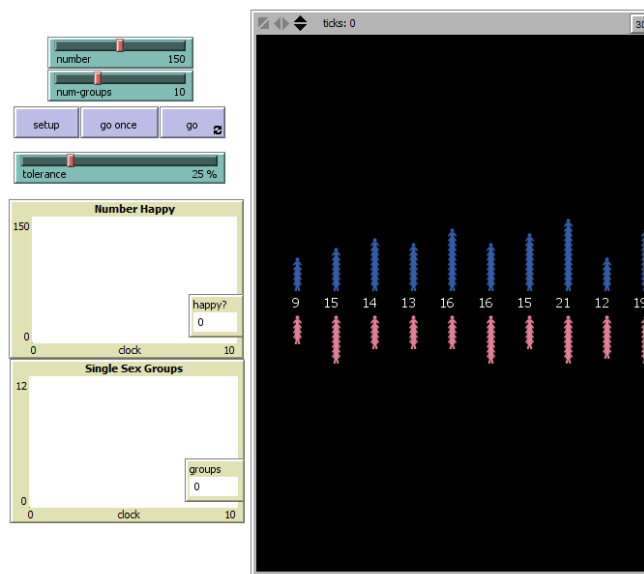 ticks: 0
3D
number 150
num-groups 10
setup go once go
tolerance 25 %
Number Happy
150
happy?
0
0
0 clock 10
Single Sex Groups
12
groups
0
0
0 clock 10
9 15 14 13 16 16 15 21 12 19